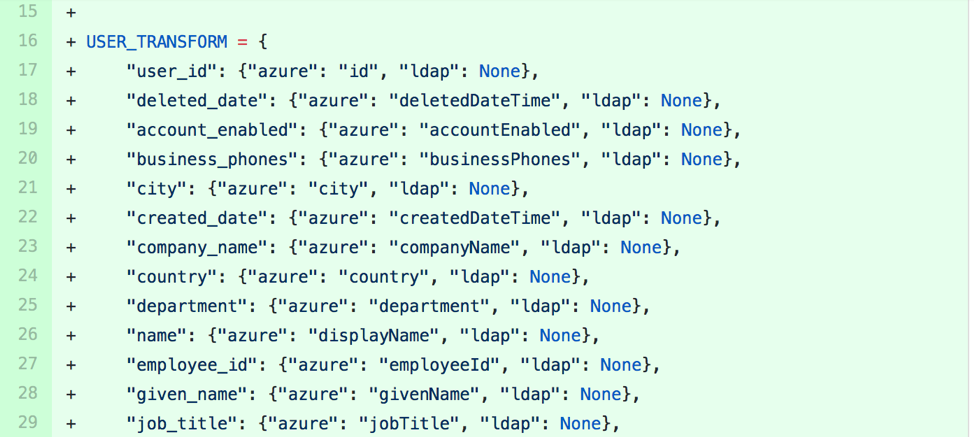 15 +
16 + USER_TRANSFORM = {
17 +     "user_id": {"azure": "id", "ldap": None},
18 +     "deleted_date": {"azure": "deletedDateTime", "ldap": None},
19 +     "account_enabled": {"azure": "accountEnabled", "ldap": None},
20 +     "business_phones": {"azure": "businessPhones", "ldap": None},
21 +     "city": {"azure": "city", "ldap": None},
22 +     "created_date": {"azure": "createdDateTime", "ldap": None},
23 +     "company_name": {"azure": "companyName", "ldap": None},
24 +     "country": {"azure": "country", "ldap": None},
25 +     "department": {"azure": "department", "ldap": None},
26 +     "name": {"azure": "displayName", "ldap": None},
27 +     "employee_id": {"azure": "employeeId", "ldap": None},
28 +     "given_name": {"azure": "givenName", "ldap": None},
29 +     "job_title": {"azure": "jobTitle", "ldap": None},